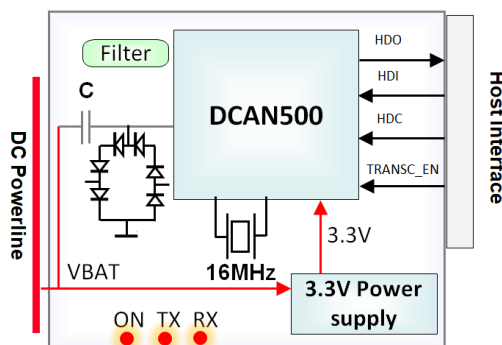 Filter
C
DCAN500
HDO
HDI
HDC
TRANSC_EN
Host Interface
DC Powerline
16MHz
3.3V
VBAT
3.3V Power
supply
ON TX RX